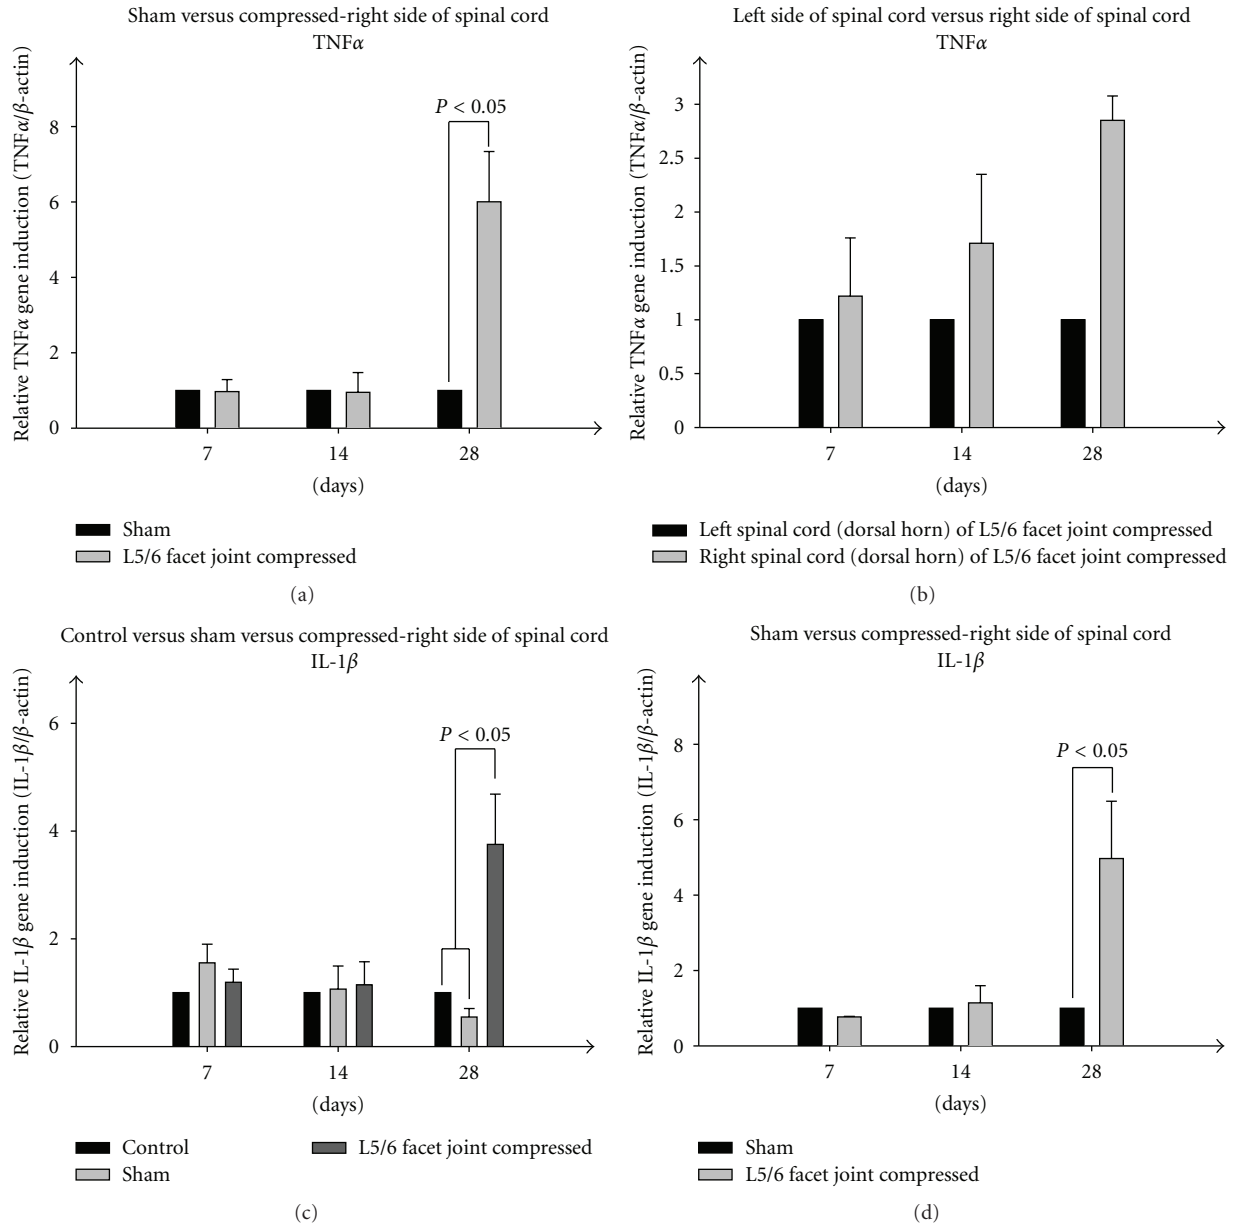 Sham versus compressed-right side of spinal cord
TNFα
Relative TNFα gene induction (TNFα/β-actin)
8
6
4
2
0
P < 0.05
7 14 28
(days)
Sham
L5/6 facet joint compressed
(a)
Left side of spinal cord versus right side of spinal cord
TNFα
Relative TNFα gene induction (TNFα/β-actin)
3
2.5
2
1.5
1
0.5
0
7 14 28
(days)
Left spinal cord (dorsal horn) of L5/6 facet joint compressed
Right spinal cord (dorsal horn) of L5/6 facet joint compressed
(b)
Control versus sham versus compressed-right side of spinal cord
IL-1β
Relative IL-1β gene induction (IL-1β/β-actin)
6
4
2
0
P < 0.05
7 14 28
(days)
Control
Sham
L5/6 facet joint compressed
(c)
Sham versus compressed-right side of spinal cord
IL-1β
Relative IL-1β gene induction (IL-1β/β-actin)
8
6
4
2
0
P < 0.05
7 14 28
(days)
Sham
L5/6 facet joint compressed
(d)